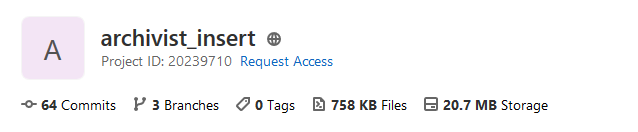 A
archivist_insert
Project ID: 20239710 Request Access
64 Commits 3 Branches 0 Tags 758 KB Files 20.7 MB Storage